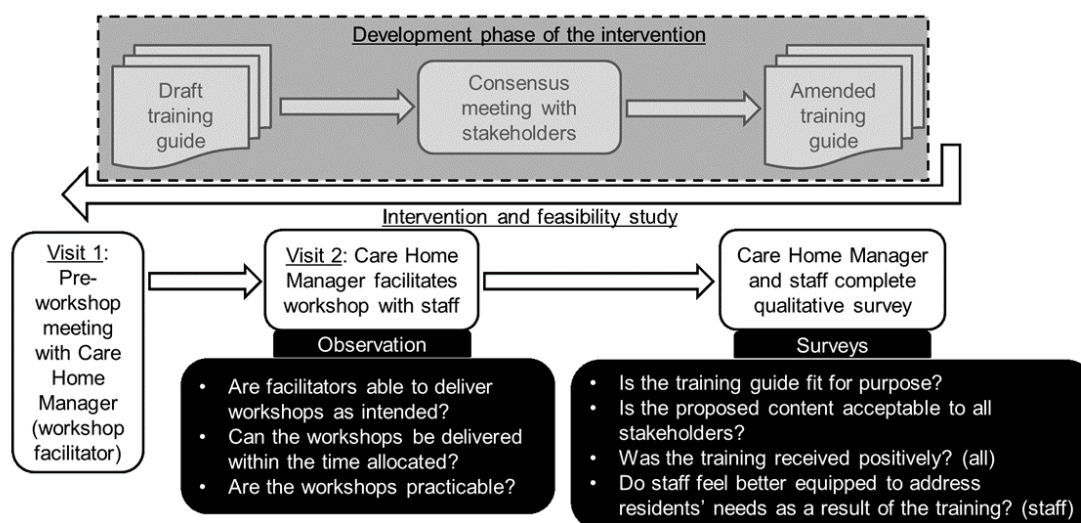 Development phase of the intervention
Draft
training
guide
Consensus
meeting with
stakeholders
Amended
training
guide
Intervention and feasibility study
Visit 1:
Pre-
workshop
meeting
with Care
Home
Manager
(workshop
facilitator)
Visit 2: Care Home
Manager facilitates
workshop with staff
Care Home Manager
and staff complete
qualitative survey
Observation
• Are facilitators able to deliver
workshops as intended?
• Can the workshops be delivered
within the time allocated?
• Are the workshops practicable?
Surveys
• Is the training guide fit for purpose?
• Is the proposed content acceptable to all
stakeholders?
• Was the training received positively? (all)
• Do staff feel better equipped to address
residents’ needs as a result of the training? (staff)